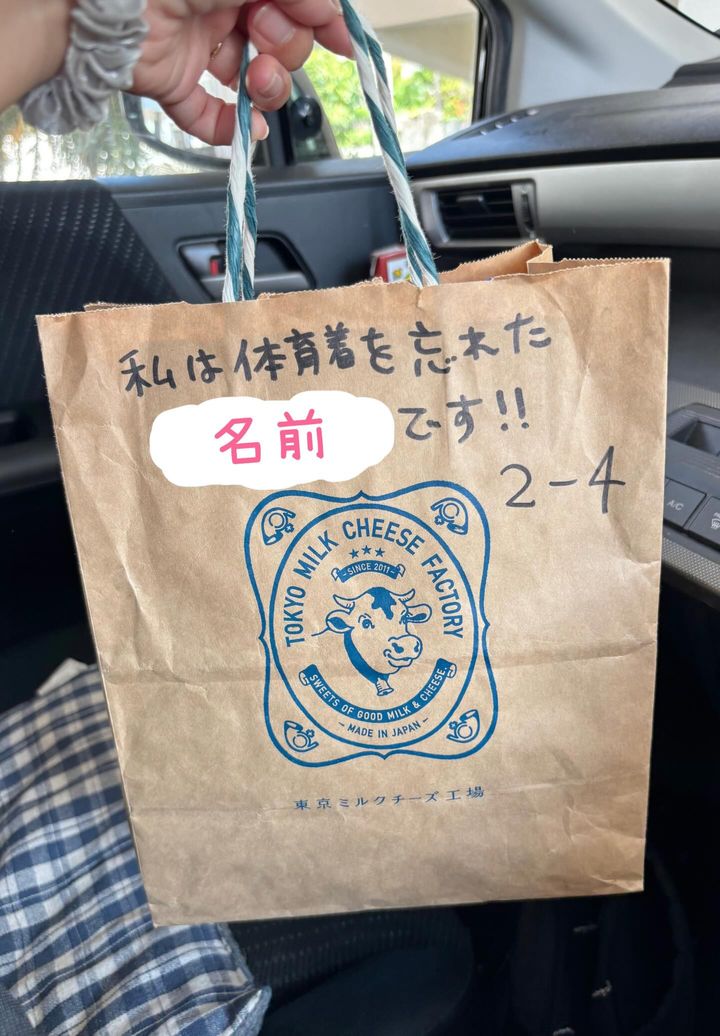 私は体育着を忘れた
名前です!!
2-4
TOKYO MILK CHEESE FACTORY
-SINCE 2011-
SWEETS OF GOOD MILK & CHEESE.
- MADE IN JAPAN -
東京ミルクチーズ工場
A/C